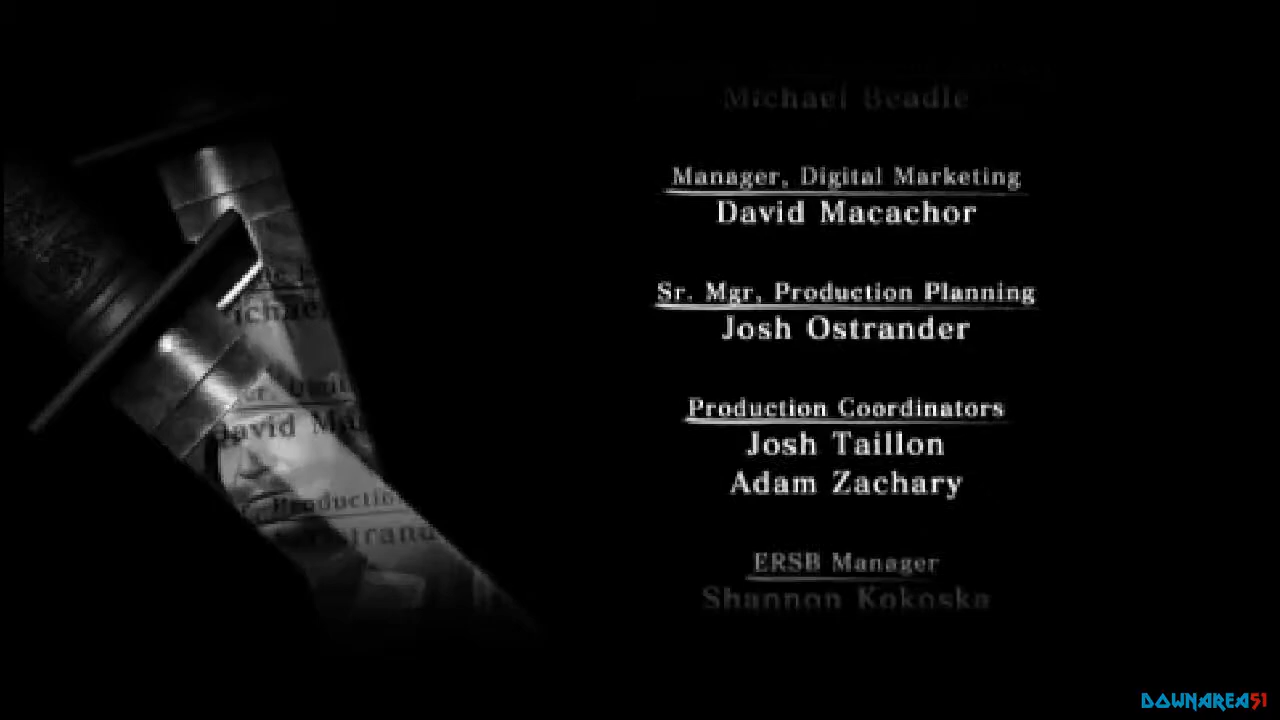 Michael Beadle
Manager, Digital Marketing
David Macachor
Sr. Mgr, Production Planning
Josh Ostrander
Production Coordinators
Josh Taillon
Adam Zachary
ERSB Manager
Shannon Kokoska
DOWNAREA51